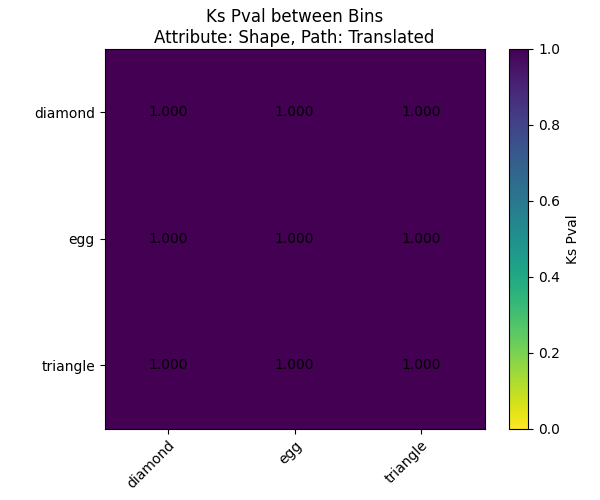 Ks Pval between Bins
Attribute: Shape, Path: Translated
diamond
1.000 1.000 1.000
egg
1.000 1.000 1.000
triangle
1.000 1.000 1.000
diamond
egg
triangle
1.0
0.8
0.6
0.4
0.2
0.0
Ks Pval